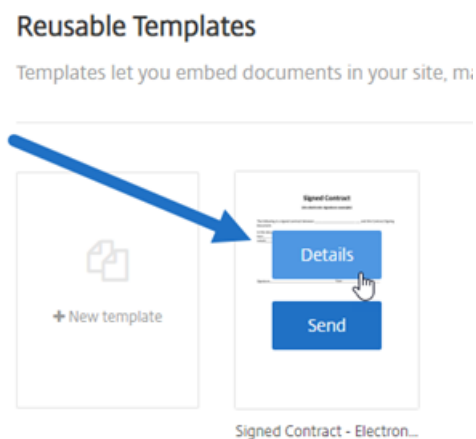 Reusable Templates
Templates let you embed documents in your site, ma
Signed Contract
Details
Send
+ New template
Signed Contract - Electron...